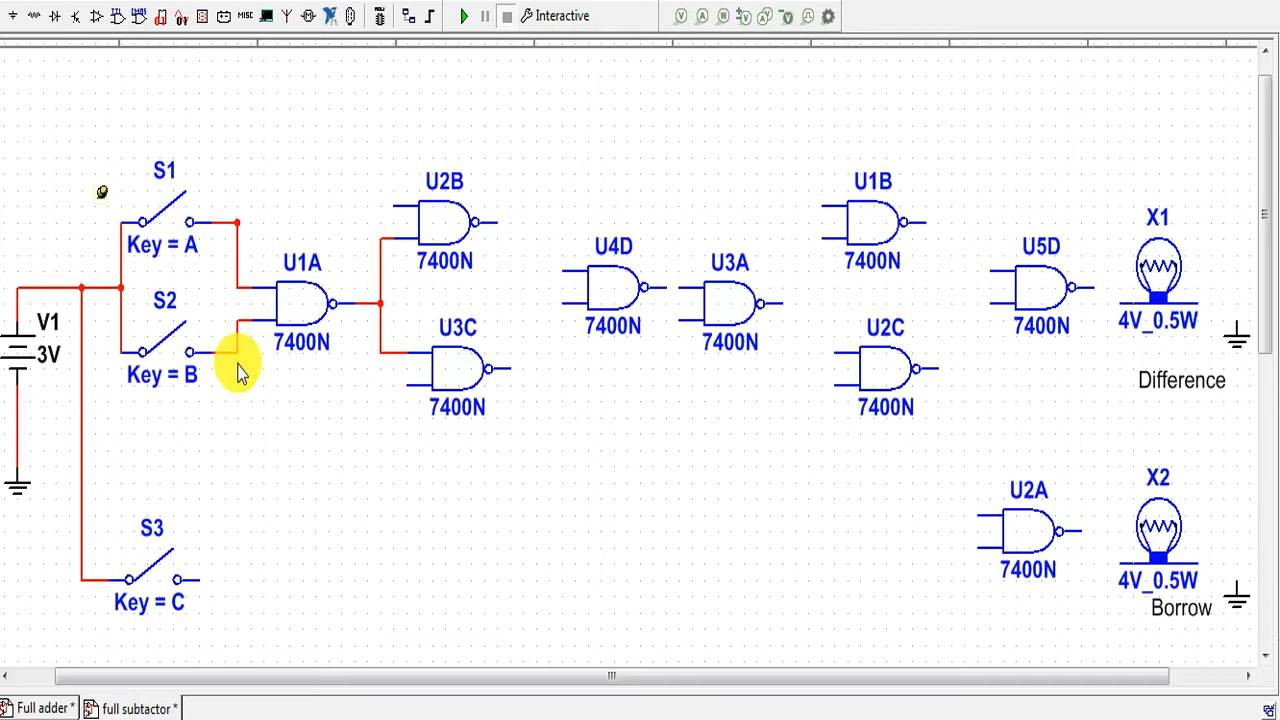 MISC
Interactive
S1
Key = A
S2
Key = B
V1
3V
S3
Key = C
U1A
7400N
U2B
7400N
U3C
7400N
U4D
7400N
U3A
7400N
U1B
7400N
U2C
7400N
U5D
7400N
X1
4V_0.5W
Difference
U2A
7400N
X2
4V_0.5W
Borrow
Full adder *
full subtactor *